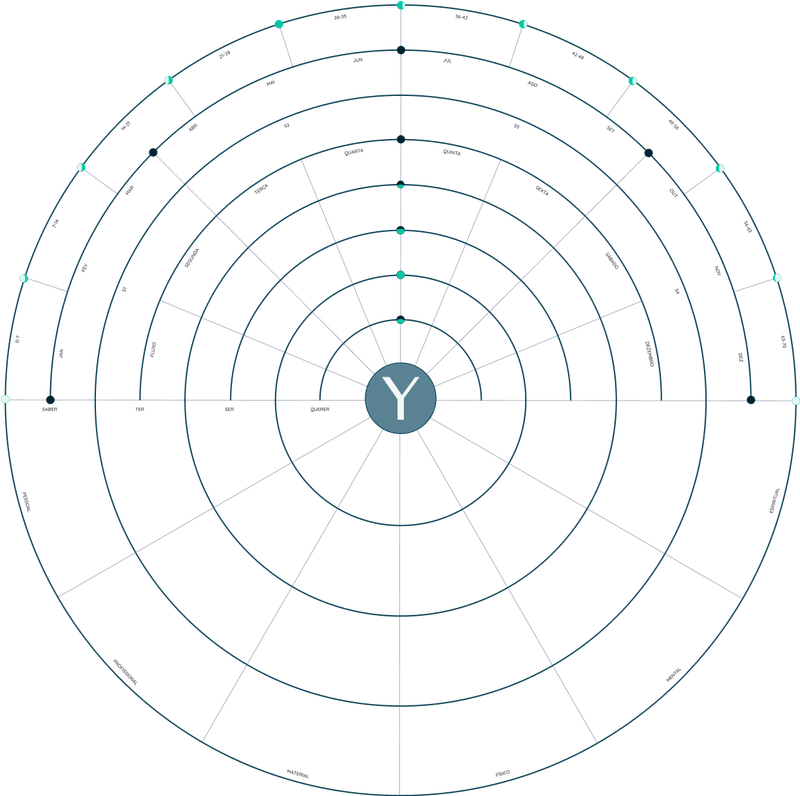 0-7
7-14
14-21
21-28
28-35
36-42
42-49
49-56
56-63
63-70
JAN
FEV
MAR
ABR
MAI
JUN
JUL
AGO
SET
OUT
NOV
DEZ
S1
S2
S3
S4
FLUXO
SEGUNDA
TERÇA
QUARTA
QUINTA
SEXTA
SÁBADO
DEZEMBRO
Y
SABER
TER
SER
QUERER
PESSOAL
PROFISSIONAL
MATERIAL
FÍSICO
MENTAL
ESPIRITUAL